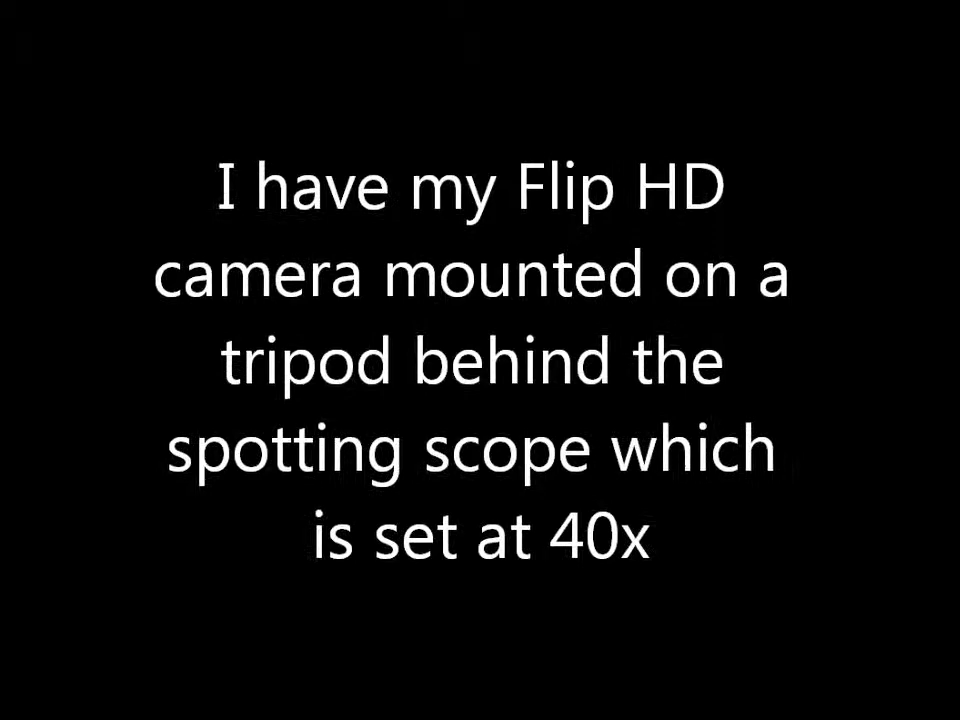 I have my Flip HD
camera mounted on a
tripod behind the
spotting scope which
is set at 40x